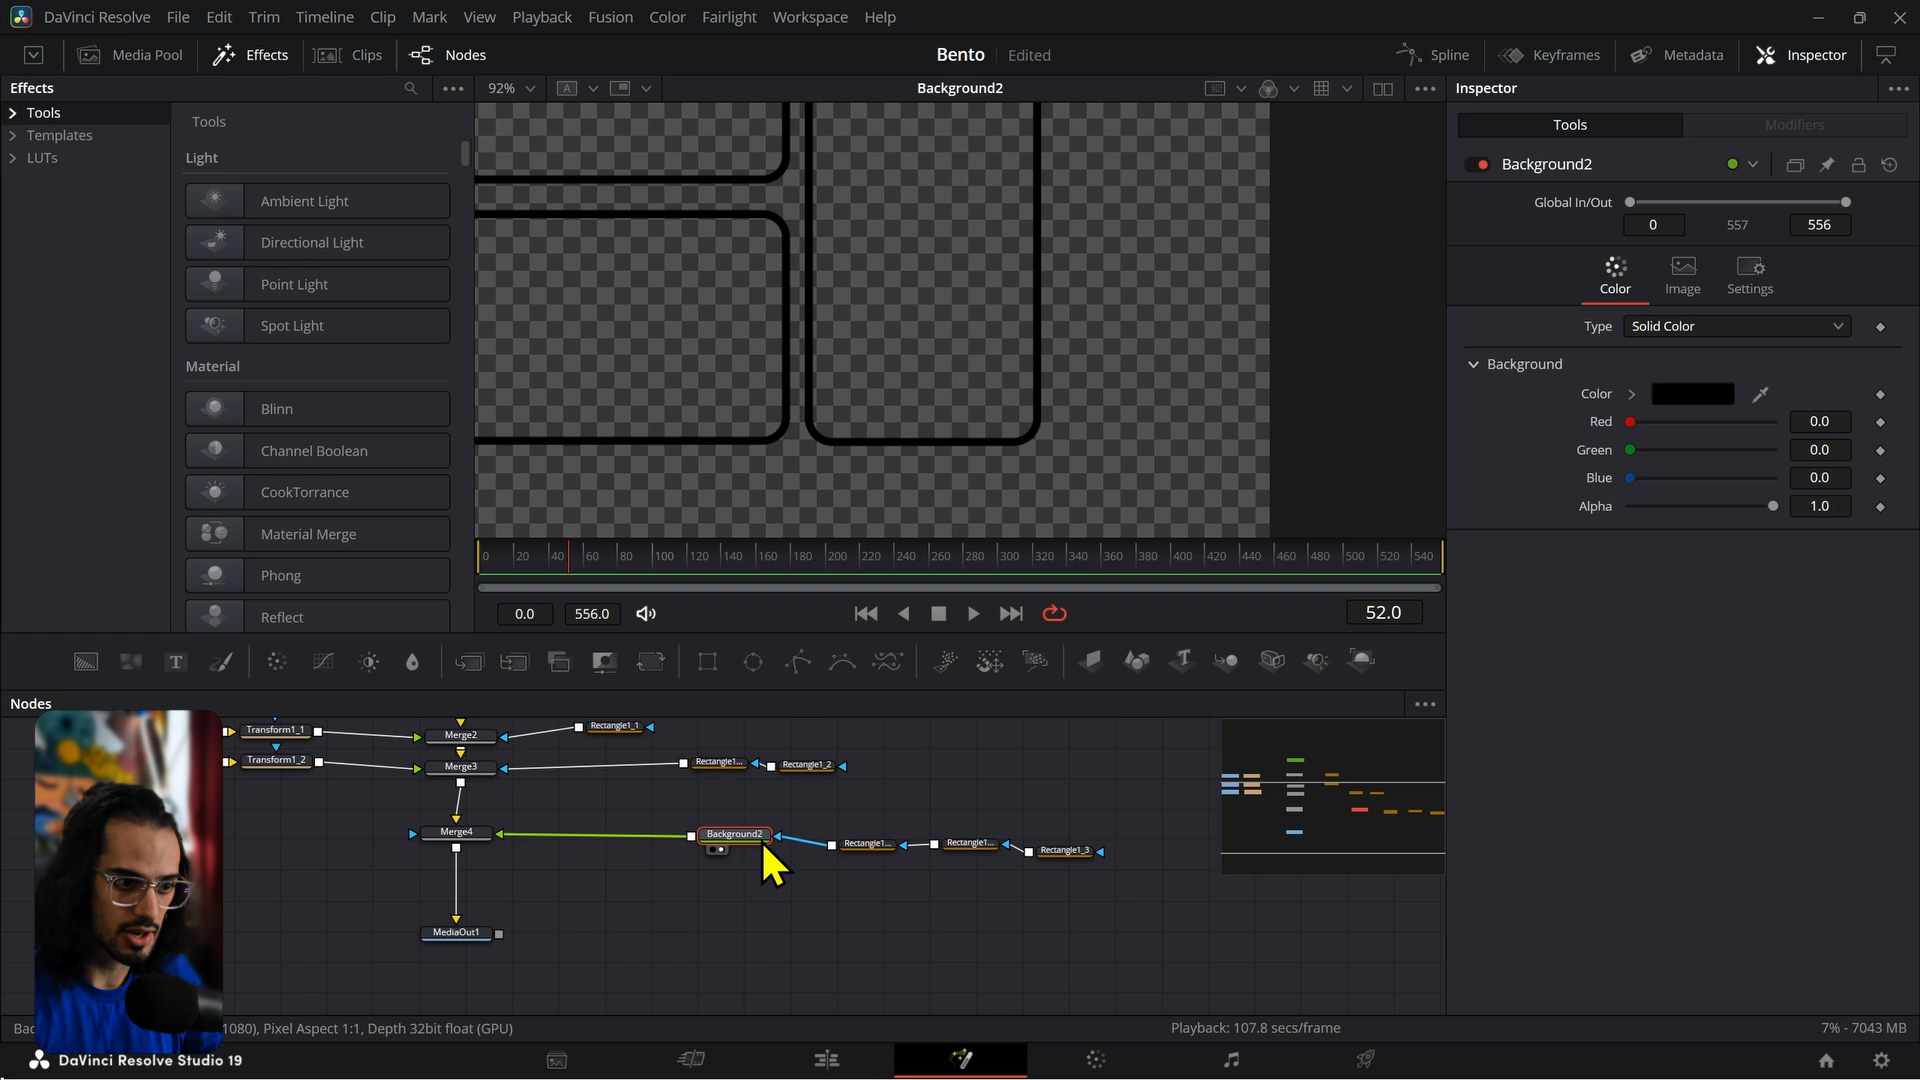 DaVinci Resolve File Edit Trim Timeline Clip Mark View Playback Fusion Color Fairlight Workspace Help
Media Pool Effects Clips Nodes Bento Edited Spline Keyframes Metadata Inspector
Effects 92% A Background2 Inspector
Tools
Templates
LUTs
Tools
Light
Ambient Light
Directional Light
Point Light
Spot Light
Material
Blinn
Channel Boolean
CookTorrance
Material Merge
Phong
Reflect
Tools Modifiers
Background2
Global In/Out
0 557 556
Color Image Settings
Type Solid Color
Background
Color
Red 0.0
Green 0.0
Blue 0.0
Alpha 1.0
0 20 40 60 80 100 120 140 160 180 200 220 240 260 280 300 320 340 360 380 400 420 440 460 480 500 520 540
0.0 556.0 52.0
T T
Nodes
Transform1_1 Merge2 Rectangle1_1
Transform1_2 Merge3 Rectangle1... Rectangle1_2
Merge4 Background2 Rectangle1... Rectangle1... Rectangle1_3
MediaOut1
1080), Pixel Aspect 1:1, Depth 32bit float (GPU) Playback: 107.8 secs/frame 7% - 7043 MB
DaVinci Resolve Studio 19